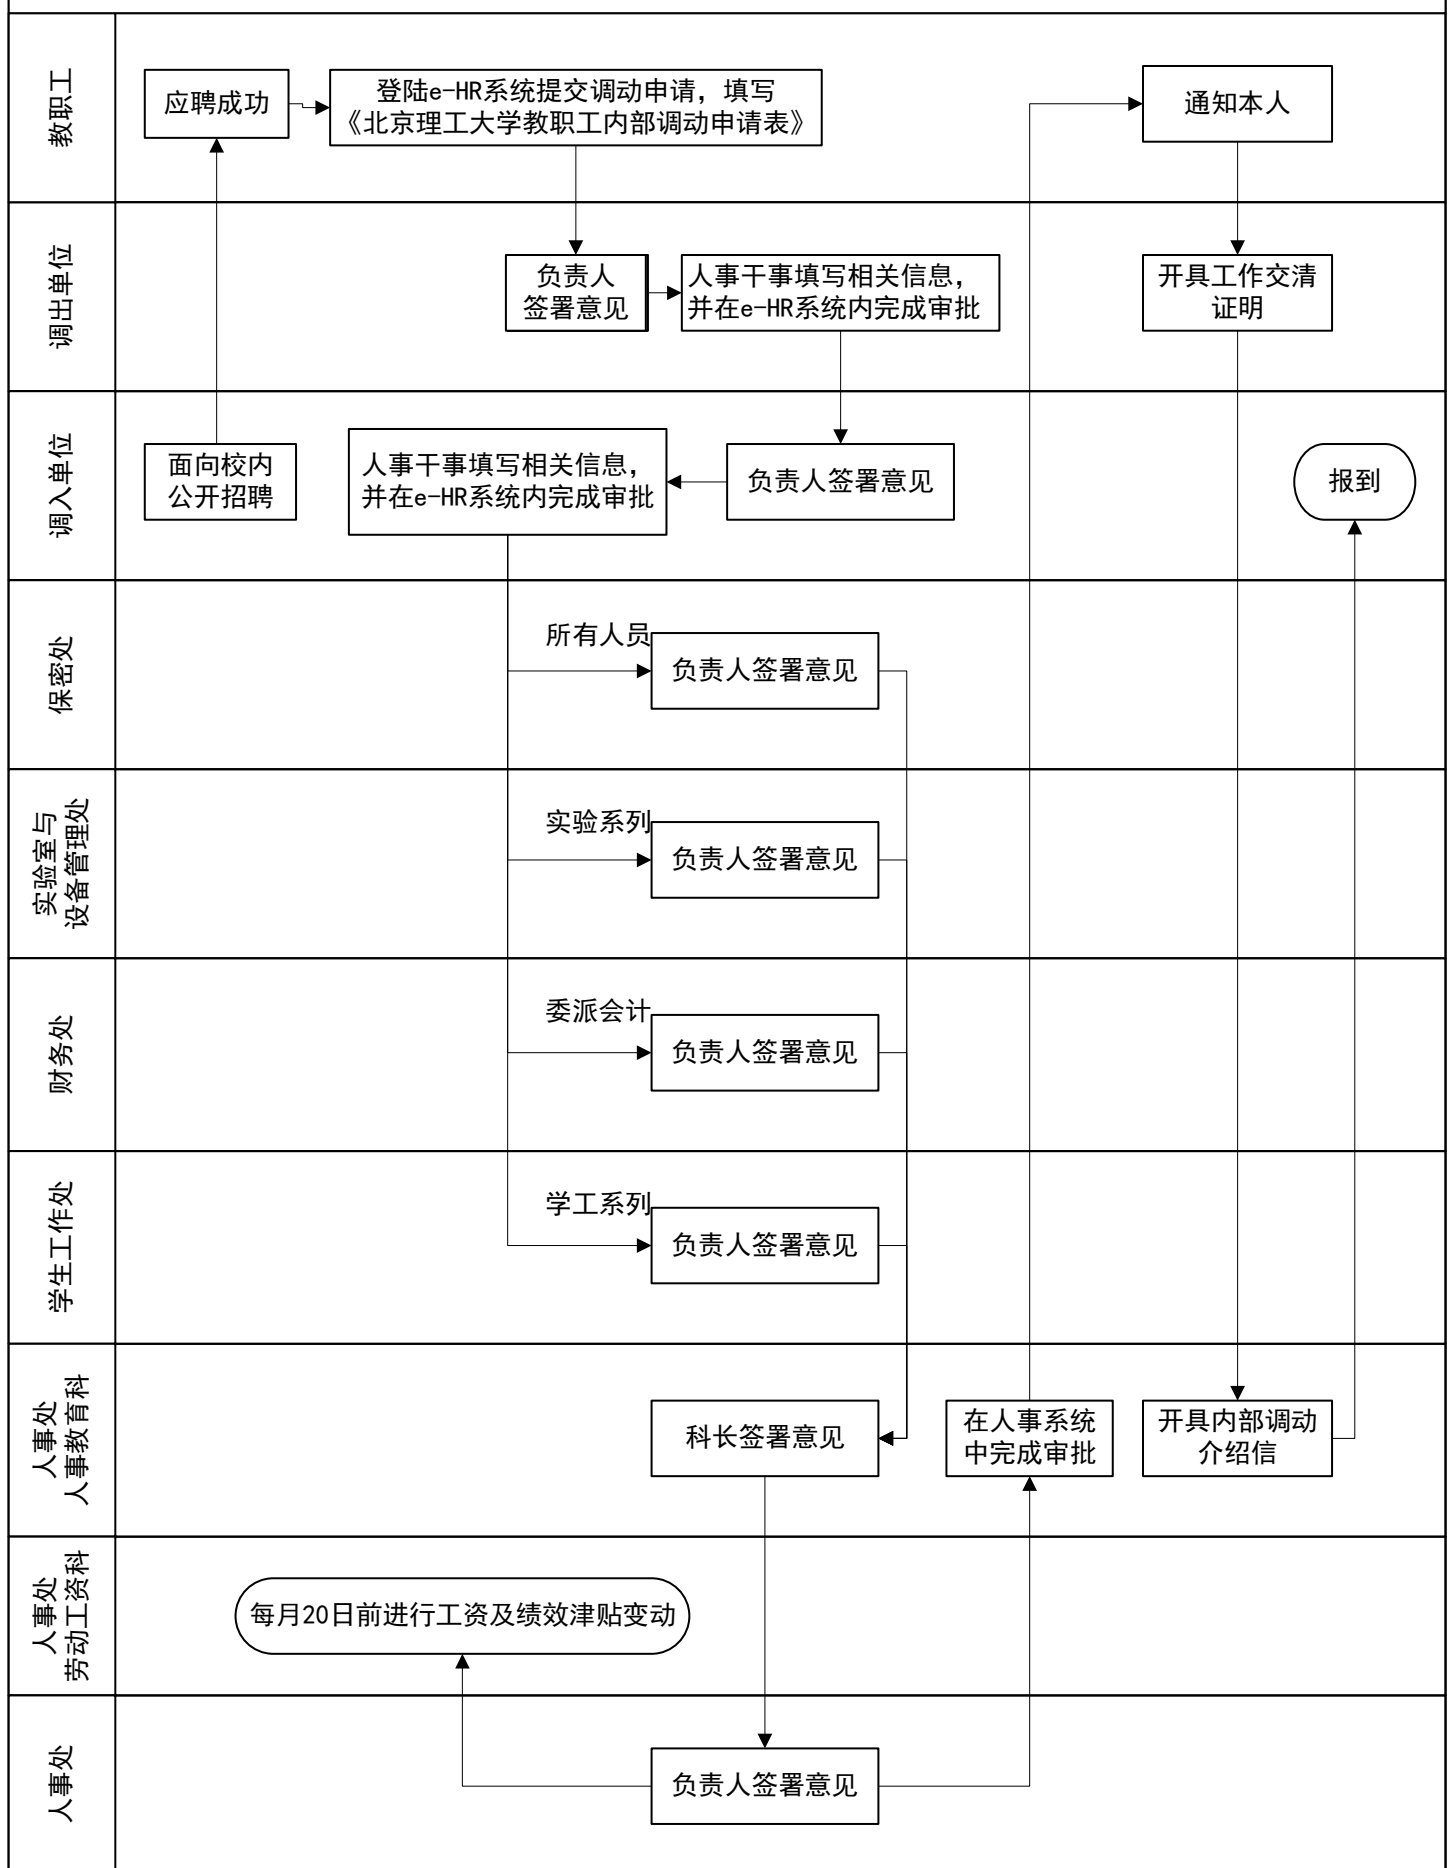 教职工
应聘成功
登陆e-HR系统提交调动申请，填写
《北京理工大学教职工内部调动申请表》
通知本人
调出单位
负责人
签署意见
人事干事填写相关信息，
并在e-HR系统内完成审批
开具工作交清
证明
调入单位
面向校内
公开招聘
人事干事填写相关信息，
并在e-HR系统内完成审批
负责人签署意见
报到
保密处
所有人员
负责人签署意见
实验室与
设备管理处
实验系列
负责人签署意见
财务处
委派会计
负责人签署意见
学生工作处
学工系列
负责人签署意见
人事处
人事教育科
科长签署意见
在人事系统
中完成审批
开具内部调动
介绍信
人事处
劳动工资科
每月20日前进行工资及绩效津贴变动
人事处
负责人签署意见